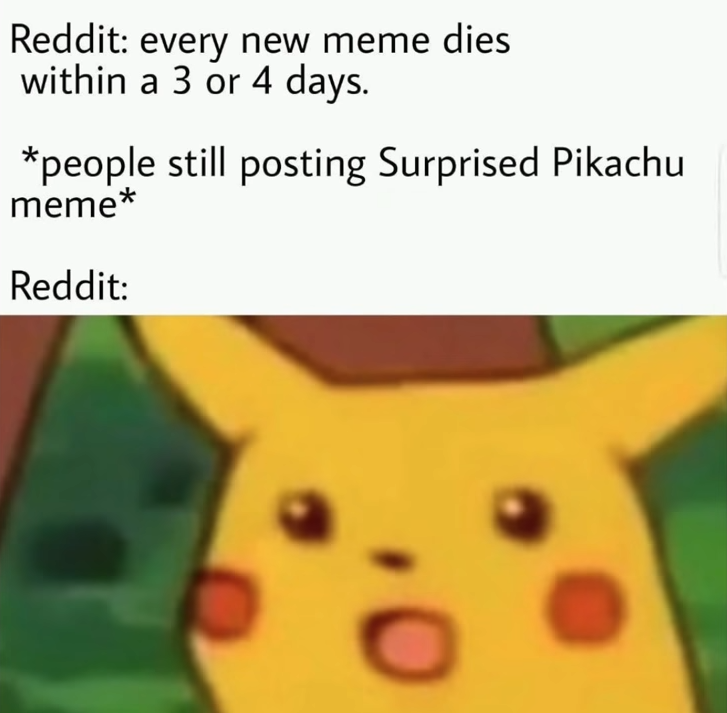 Reddit: every new meme dies
within a 3 or 4 days.
*people still posting Surprised Pikachu
meme*
Reddit: